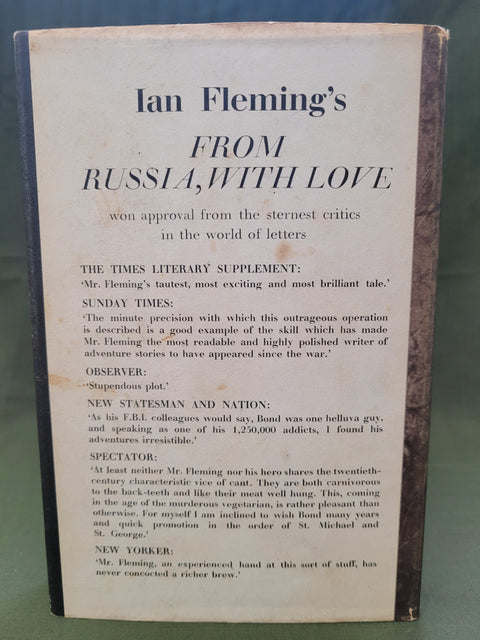 Ian Fleming's
FROM
RUSSIA, WITH LOVE
won approval from the sternest critics
in the world of letters
THE TIMES LITERARY SUPPLEMENT:
'Mr. Fleming's tautest, most exciting and most brilliant tale.'
SUNDAY TIMES:
'The minute precision with which this outrageous operation
is described is a good example of the skill which has made
Mr. Fleming the most readable and highly polished writer of
adventure stories to have appeared since the war.'
OBSERVER:
'Stupendous plot.'
NEW STATESMAN AND NATION:
'As his F.B.I. colleagues would say, Bond was one helluva guy,
and speaking as one of his 1,250,000 addicts, I found his
adventures irresistible.'
SPECTATOR:
'At least neither Mr. Fleming nor his hero shares the twentieth-
century characteristic vice of cant. They are both carnivorous
to the back-teeth and like their meat well hung. This, coming
in the age of the murderous vegetarian, is rather pleasant than
otherwise. For myself I am inclined to wish Bond many years
and quick promotion in the order of St. Michael and
St. George.'
NEW YORKER:
'Mr. Fleming, an experienced hand at this sort of stuff, has
never concocted a richer brew.'